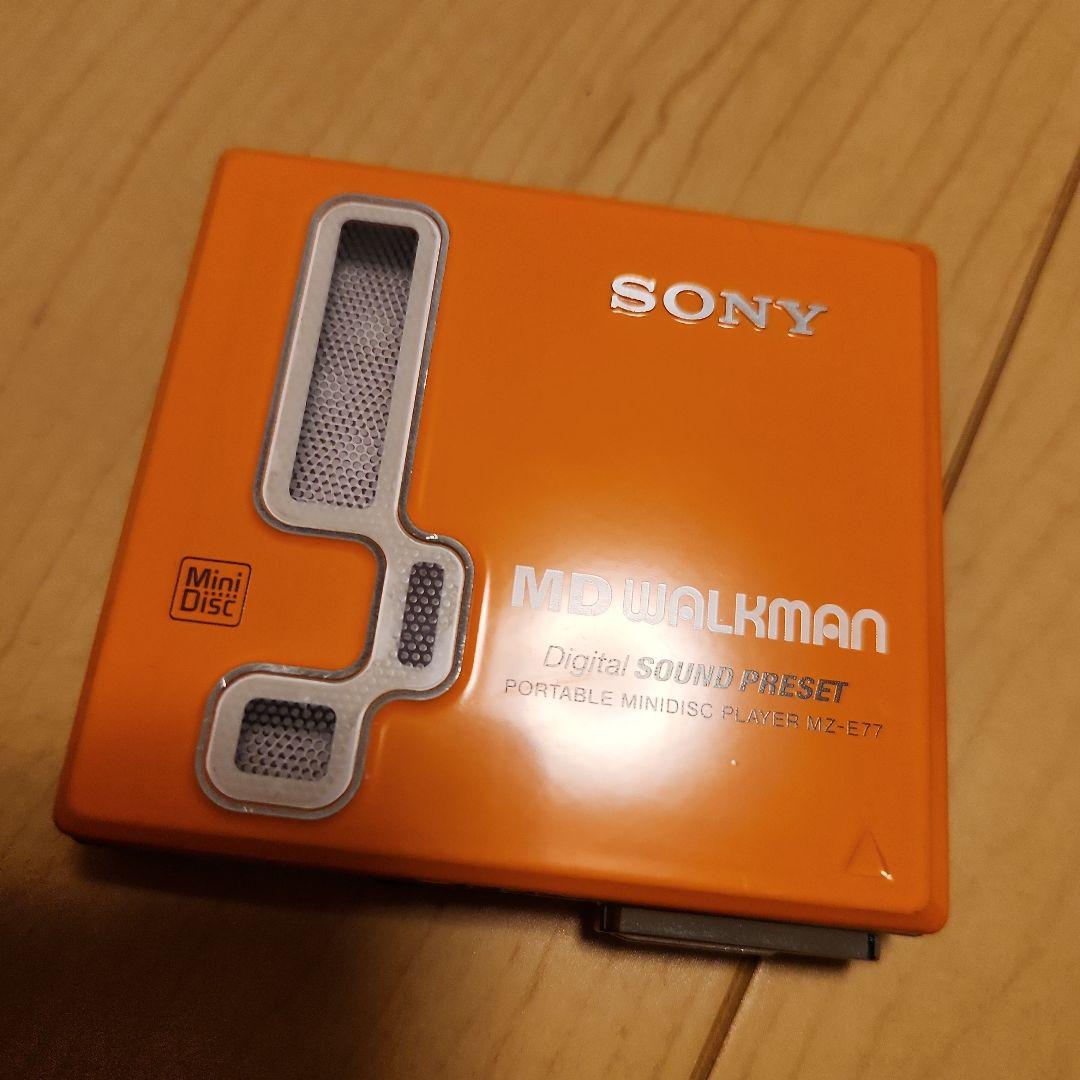 SONY
Mini
Disc
MD WALKMAN
Digital SOUND PRESET
PORTABLE MINIDISC PLAYER MZ-E77